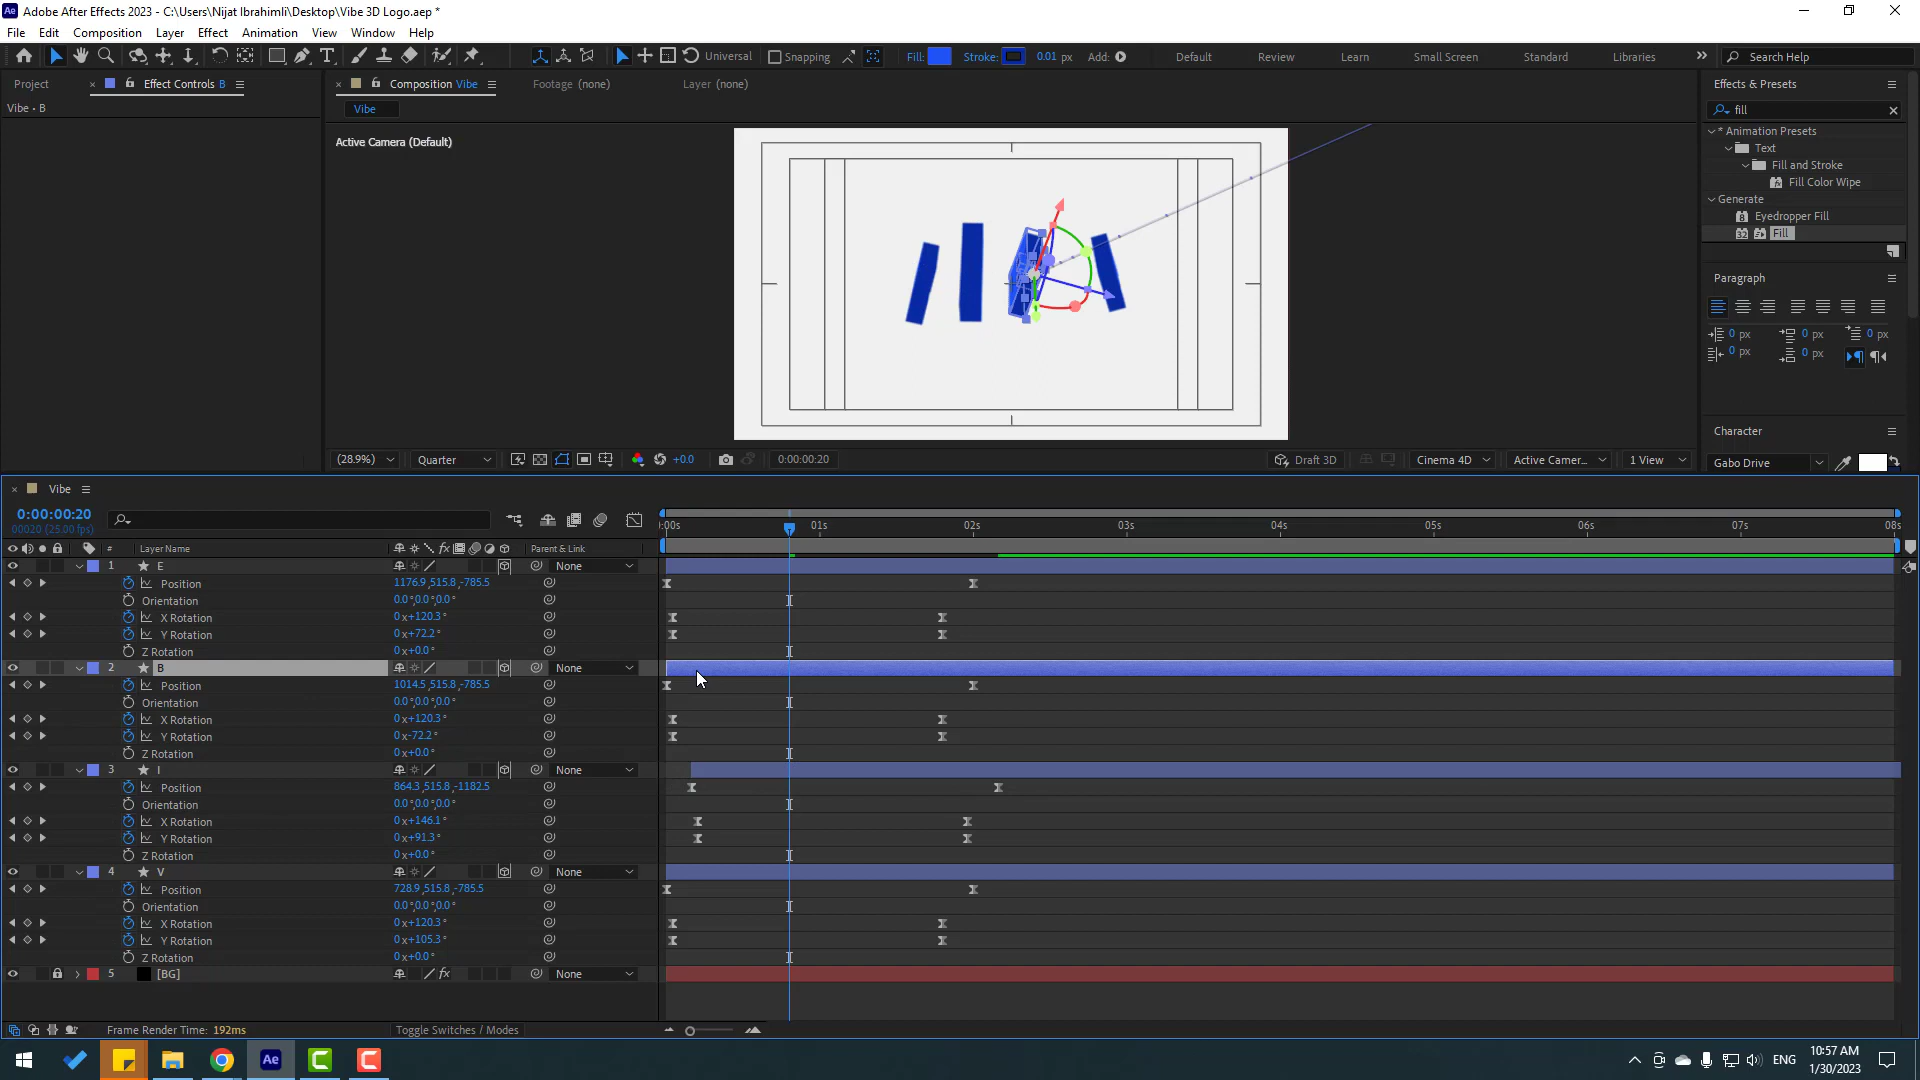 Adobe After Effects 2023 - C:\Users\Nijat Ibrahimli\Desktop\Vibe 3D Logo.aep *
File Edit Composition Layer Effect Animation View Window Help
Universal Snapping Fill: Stroke: 0.01 px Add: Default Review Learn Small Screen Standard Libraries Search Help
Project Effect Controls B Composition Vibe Footage (none) Layer (none) Effects & Presets
Vibe • B Vibe fill
Active Camera (Default)
* Animation Presets
Text
Fill and Stroke
Fill Color Wipe
Generate
Eyedropper Fill
32 Fill
Paragraph
0 px 0 px 0 px
0 px 0 px
Character
(28.9%) Quarter +0.0 0:00:00:20 Draft 3D Cinema 4D Active Camer... 1 View Gabo Drive
Vibe
0:00:00:20
00020 (25.00 fps)
:00s 01s 02s 03s 04s 05s 06s 07s 08s
# Layer Name fx Parent & Link
1 E None
Position 1176.9,515.8,-785.5
Orientation 0.0°,0.0°,0.0°
X Rotation 0x+120.3°
Y Rotation 0x+72.2°
Z Rotation 0x+0.0°
2 B None
Position 1014.5,515.8,-785.5
Orientation 0.0°,0.0°,0.0°
X Rotation 0x+120.3°
Y Rotation 0x-72.2°
Z Rotation 0x+0.0°
3 I None
Position 864.3,515.8,-1182.5
Orientation 0.0°,0.0°,0.0°
X Rotation 0x+146.1°
Y Rotation 0x+91.3°
Z Rotation 0x+0.0°
4 V None
Position 728.9,515.8,-785.5
Orientation 0.0°,0.0°,0.0°
X Rotation 0x+120.3°
Y Rotation 0x+105.3°
Z Rotation 0x+0.0°
5 [BG] fx None
Frame Render Time: 192ms Toggle Switches / Modes
Ae ENG 10:57 AM
1/30/2023